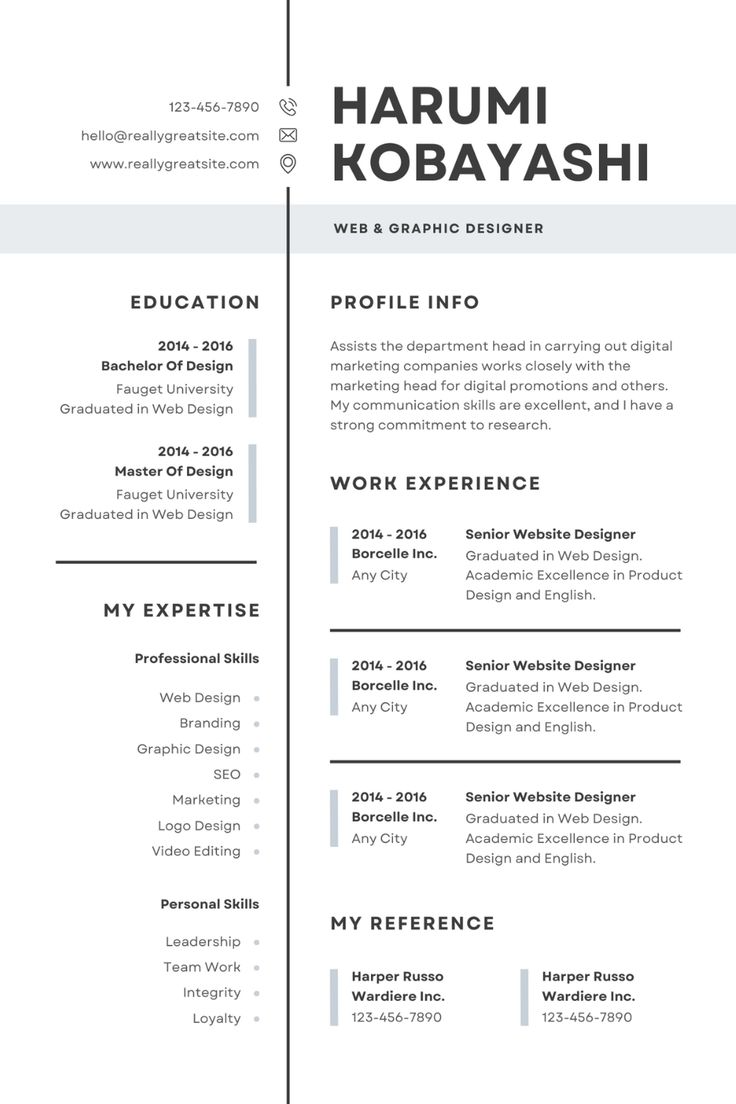 123-456-7890
hello@reallygreatsite.com
www.reallygreatsite.com
HARUMI
KOBAYASHI
WEB & GRAPHIC DESIGNER
EDUCATION
2014 - 2016
Bachelor Of Design
Fauget University
Graduated in Web Design
2014 - 2016
Master Of Design
Fauget University
Graduated in Web Design
MY EXPERTISE
Professional Skills
Web Design
Branding
Graphic Design
SEO
Marketing
Logo Design
Video Editing
Personal Skills
Leadership
Team Work
Integrity
Loyalty
PROFILE INFO
Assists the department head in carrying out digital
marketing companies works closely with the
marketing head for digital promotions and others.
My communication skills are excellent, and I have a
strong commitment to research.
WORK EXPERIENCE
2014 - 2016
Borcelle Inc.
Any City
Senior Website Designer
Graduated in Web Design.
Academic Excellence in Product
Design and English.
2014 - 2016
Borcelle Inc.
Any City
Senior Website Designer
Graduated in Web Design.
Academic Excellence in Product
Design and English.
2014 - 2016
Borcelle Inc.
Any City
Senior Website Designer
Graduated in Web Design.
Academic Excellence in Product
Design and English.
MY REFERENCE
Harper Russo
Wardiere Inc.
123-456-7890
Harper Russo
Wardiere Inc.
123-456-7890